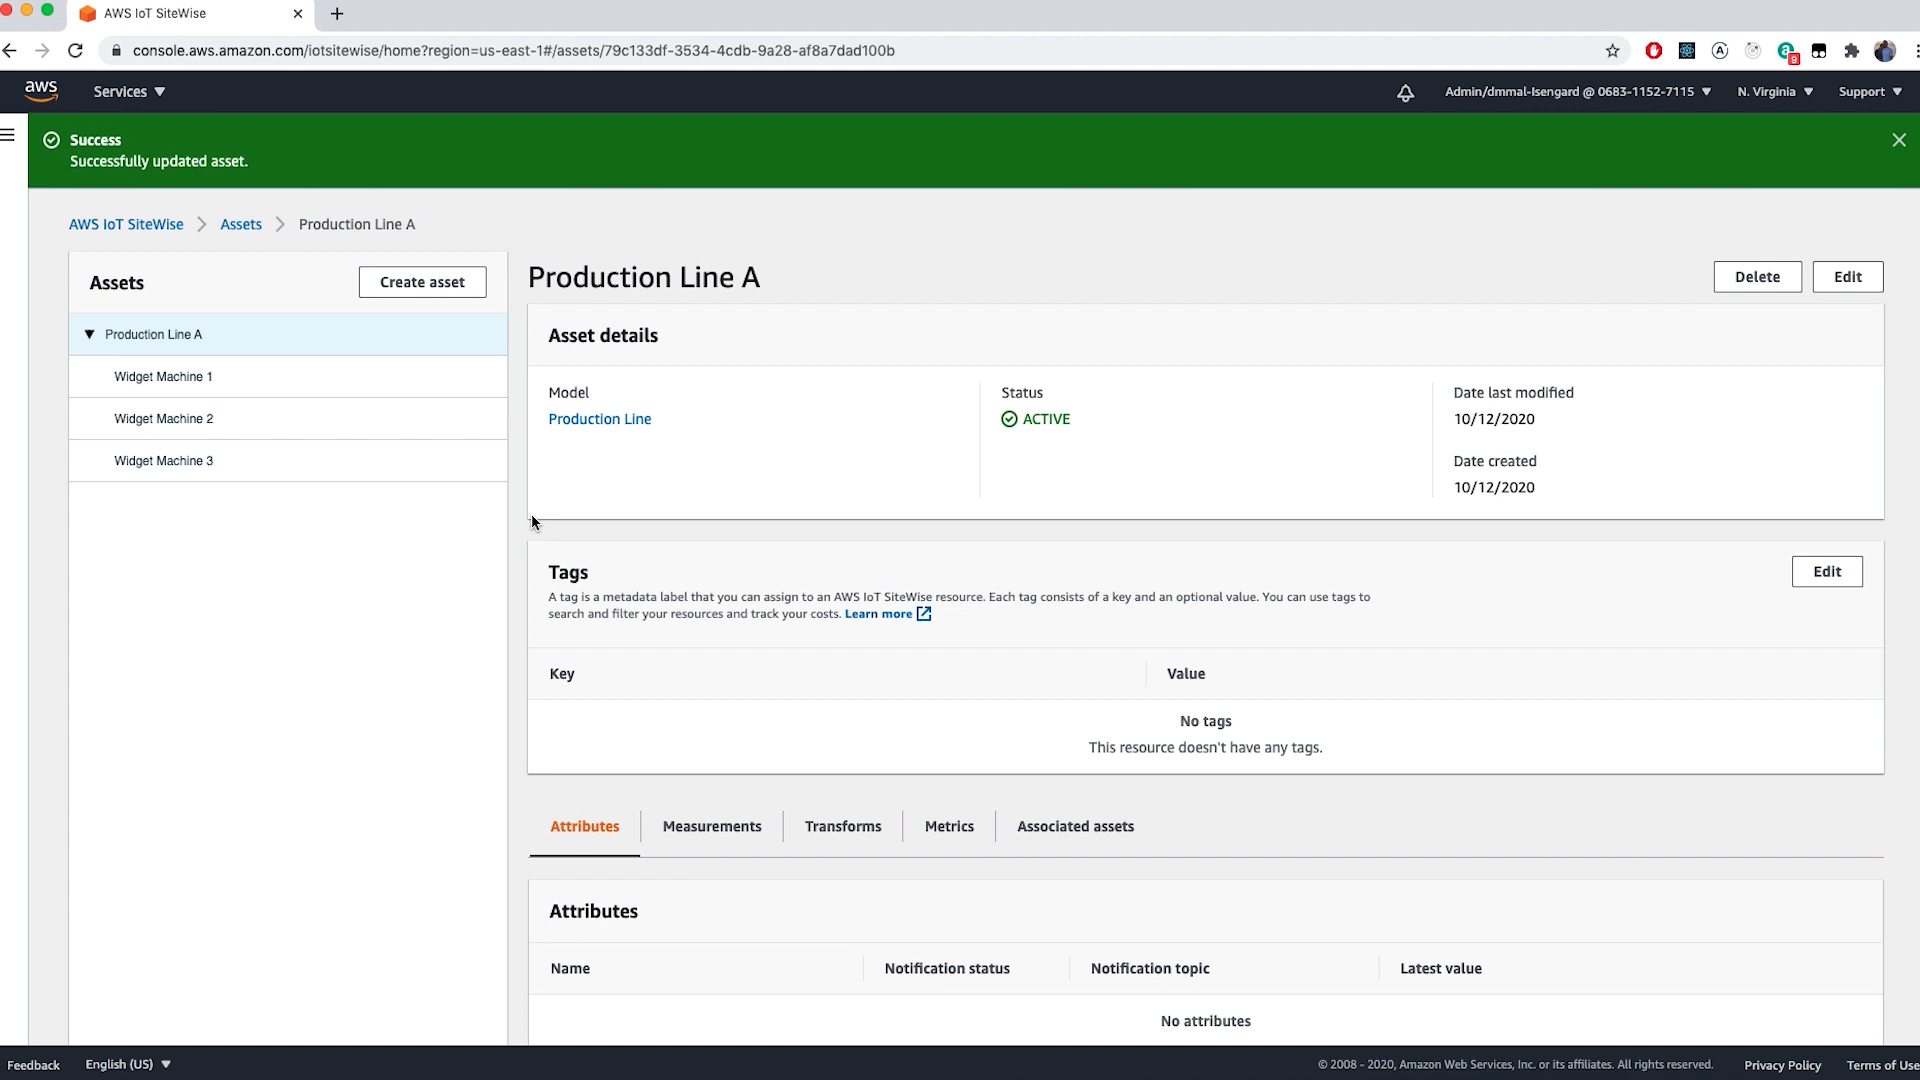 AWS IoT SiteWise
console.aws.amazon.com/iotsitewise/home?region=us-east-1#/assets/79c133df-3534-4cdb-9a28-af8a7dad100b
9
aws
Services
Admin/dmmal-Isengard @ 0683-1152-7115
N. Virginia
Support
Success
Successfully updated asset.
AWS IoT SiteWise
Assets
Production Line A
Assets
Create asset
Production Line A
Widget Machine 1
Widget Machine 2
Widget Machine 3
Production Line A
Delete
Edit
Asset details
Model
Production Line
Status
ACTIVE
Date last modified
10/12/2020
Date created
10/12/2020
Tags
Edit
A tag is a metadata label that you can assign to an AWS IoT SiteWise resource. Each tag consists of a key and an optional value. You can use tags to
search and filter your resources and track your costs. Learn more
Key
Value
No tags
This resource doesn't have any tags.
Attributes
Measurements
Transforms
Metrics
Associated assets
Attributes
Name
Notification status
Notification topic
Latest value
No attributes
Feedback
English (US)
© 2008 - 2020, Amazon Web Services, Inc. or its affiliates. All rights reserved.
Privacy Policy
Terms of Use